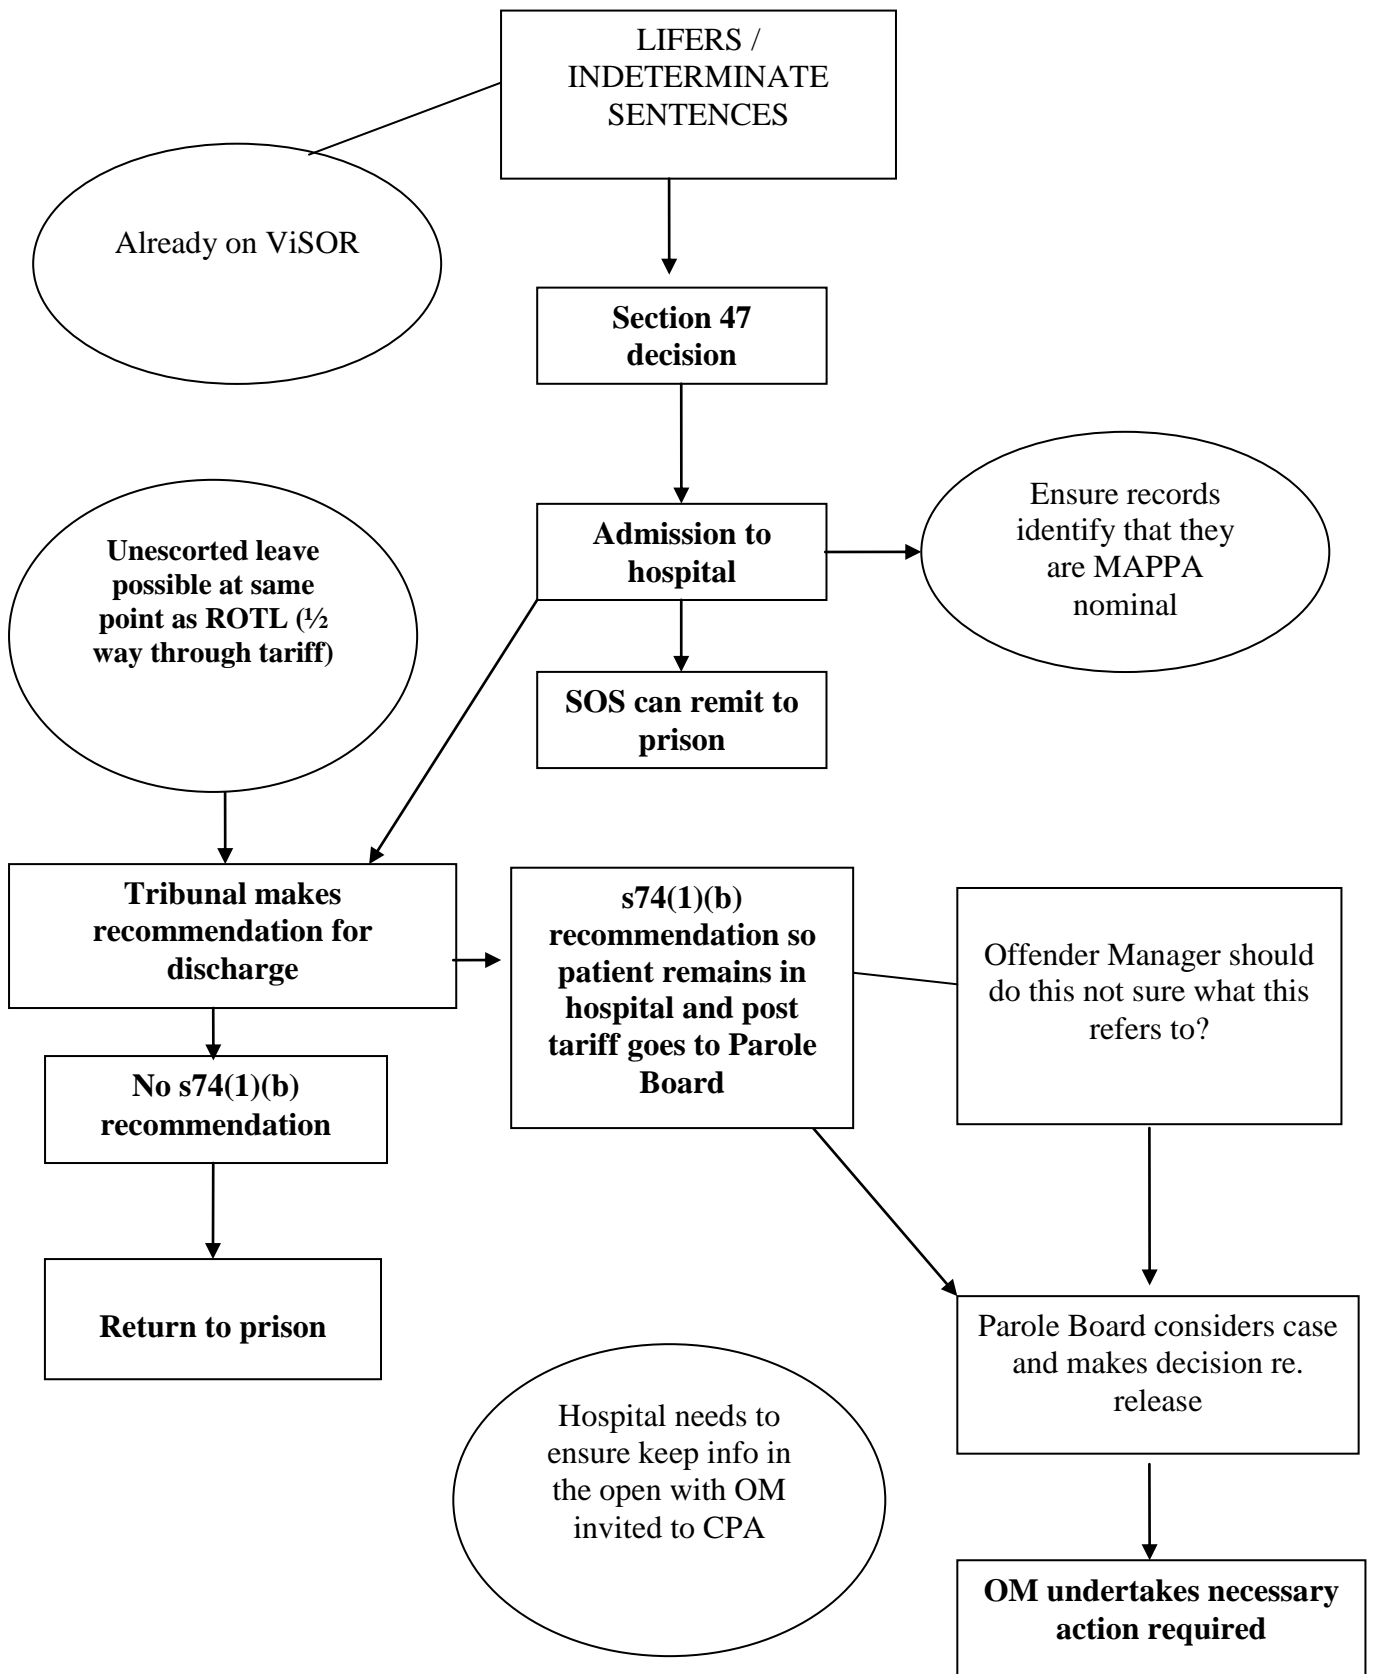 LIFERS /
INDETERMINATE
SENTENCES
Already on ViSOR
Section 47
decision
Ensure records
identify that they
are MAPPA
nominal
Admission to
hospital
Unescorted leave
possible at same
point as ROTL (½
way through tariff)
SOS can remit to
prison
Tribunal makes
recommendation for
discharge
s74(1)(b)
recommendation so
patient remains in
hospital and post
tariff goes to Parole
Board
Offender Manager should
do this not sure what this
refers to?
No s74(1)(b)
recommendation
Return to prison
Parole Board considers case
and makes decision re.
release
Hospital needs to
ensure keep info in
the open with OM
invited to CPA
OM undertakes necessary
action required